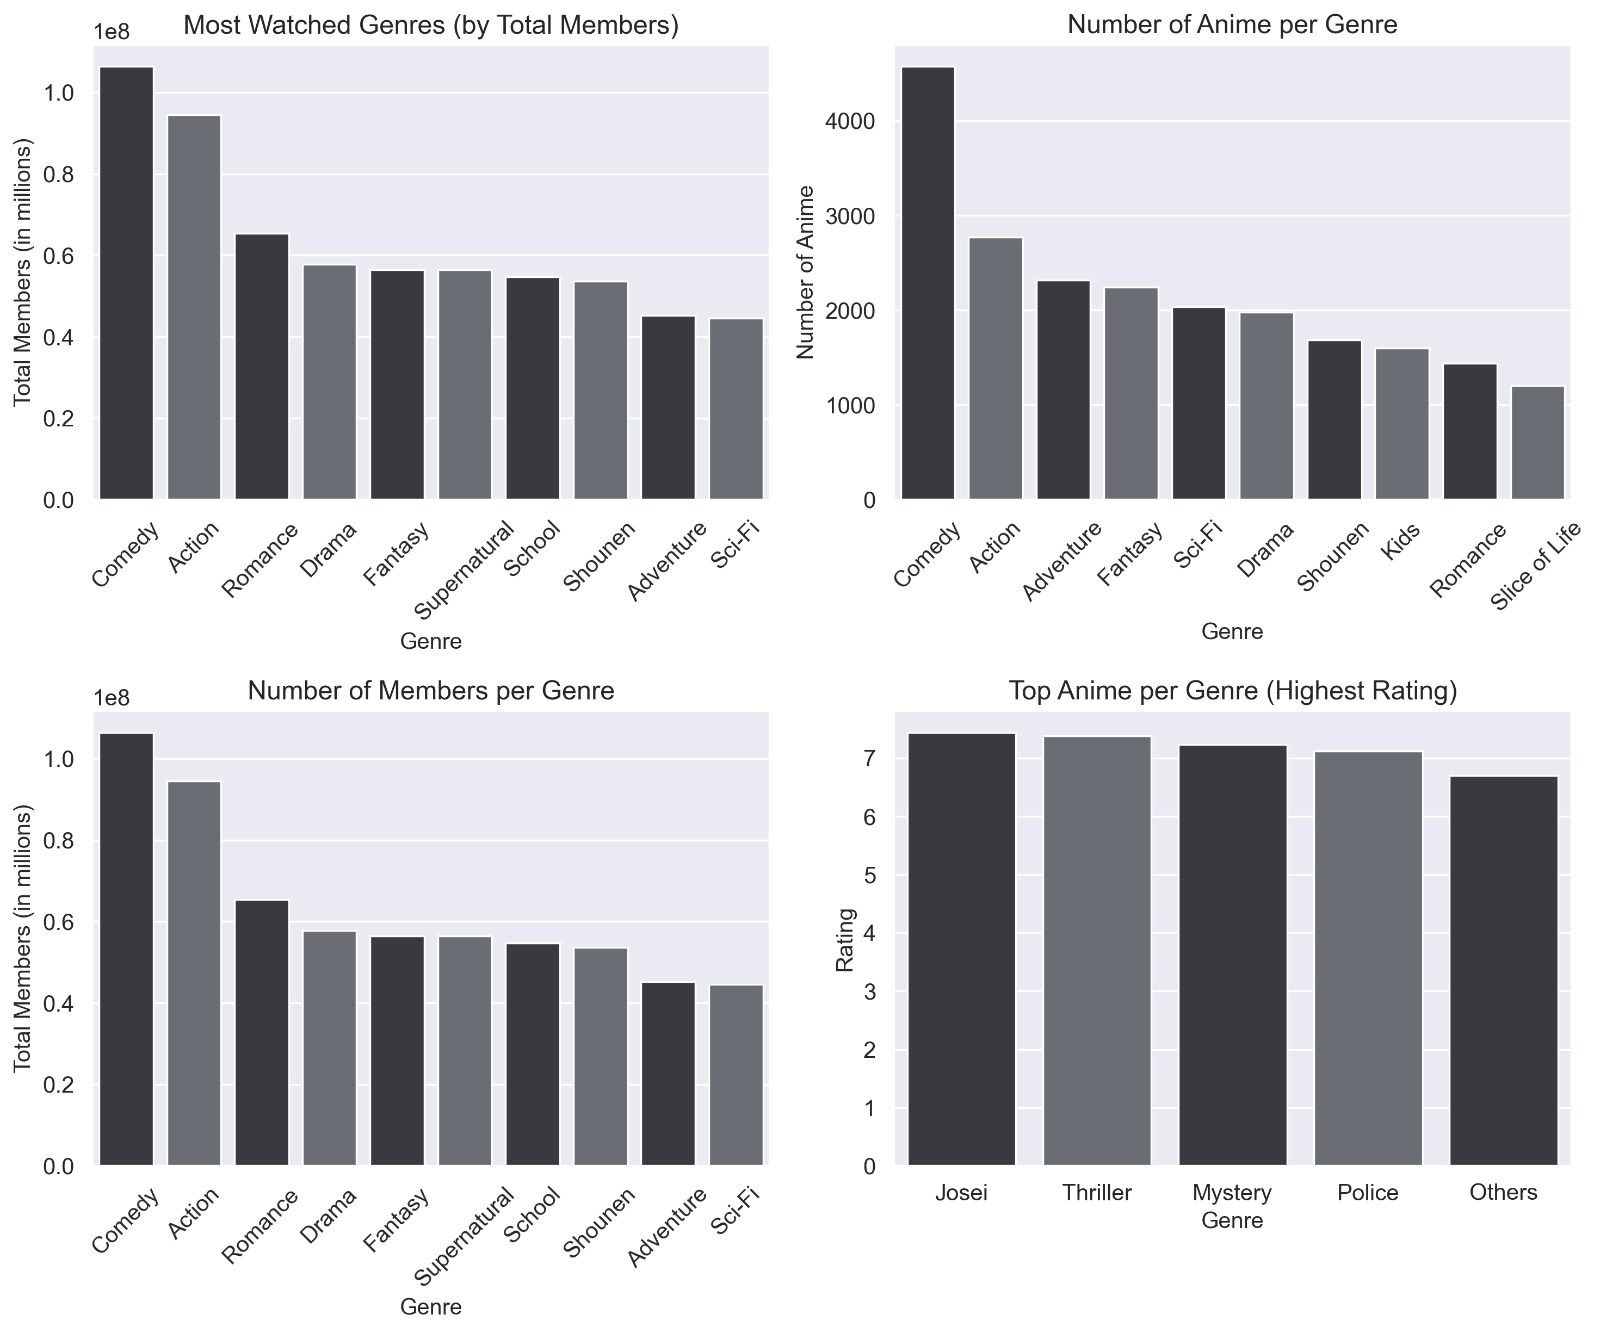 Most Watched Genres (by Total Members)
1e8
1.0
0.8
0.6
0.4
0.2
0.0
Total Members (in millions)
Comedy
Action
Romance
Drama
Fantasy
Supernatural
School
Shounen
Adventure
Sci-Fi
Genre
Number of Anime per Genre
4000
3000
2000
1000
0
Number of Anime
Comedy
Action
Adventure
Fantasy
Sci-Fi
Drama
Shounen
Kids
Romance
Slice of Life
Genre
Number of Members per Genre
1e8
1.0
0.8
0.6
0.4
0.2
0.0
Total Members (in millions)
Comedy
Action
Romance
Drama
Fantasy
Supernatural
School
Shounen
Adventure
Sci-Fi
Genre
Top Anime per Genre (Highest Rating)
7
6
5
4
3
2
1
0
Rating
Josei
Thriller
Mystery
Police
Others
Genre